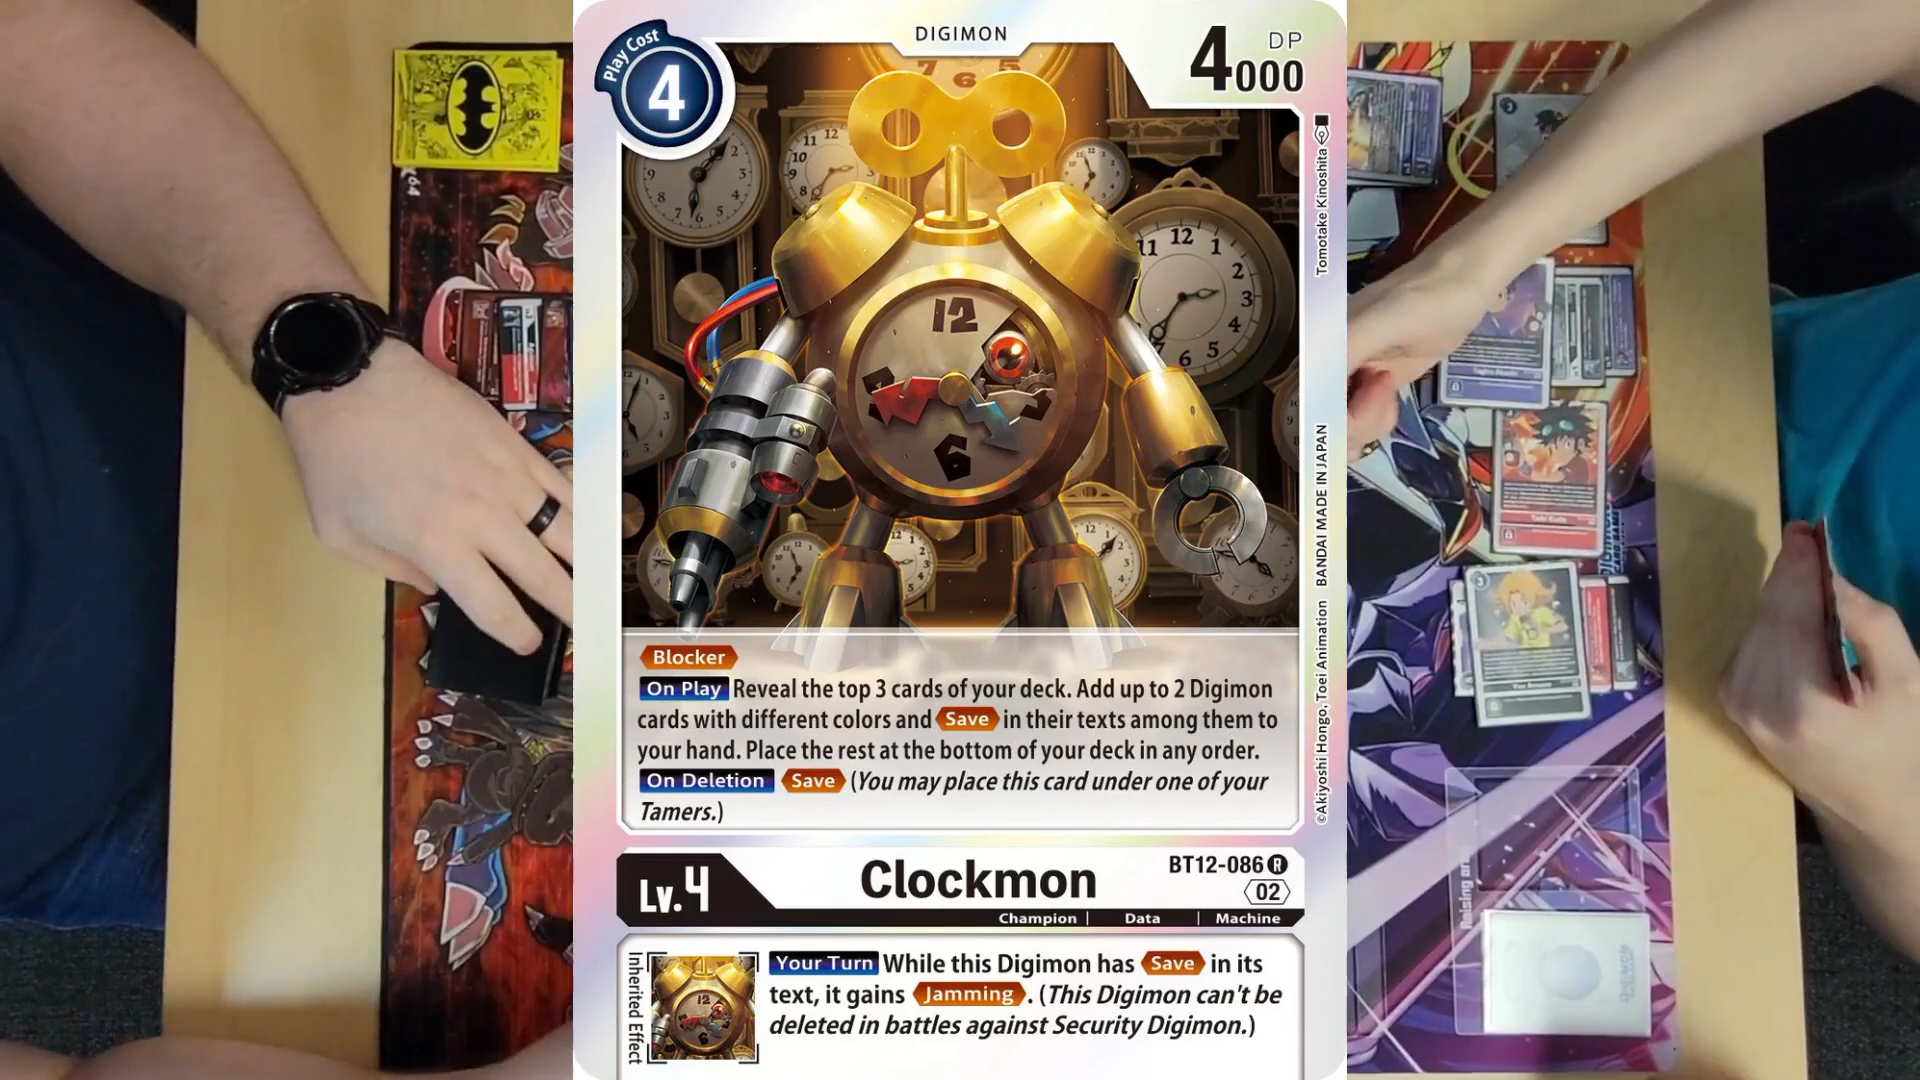 Play Cost
4
DIGIMON
DP
4000
Tomotake Kinoshita
BANDAI MADE IN JAPAN
©Akiyoshi Hongo, Toei Animation
Blocker
On Play Reveal the top 3 cards of your deck. Add up to 2 Digimon
cards with different colors and Save in their texts among them to
your hand. Place the rest at the bottom of your deck in any order.
On Deletion Save (You may place this card under one of your
Tamers.)
Lv.4
Clockmon
BT12-086 R
02
Champion | Data | Machine
Inherited Effect
Your Turn While this Digimon has Save in its
text, it gains Jamming. (This Digimon can't be
deleted in battles against Security Digimon.)